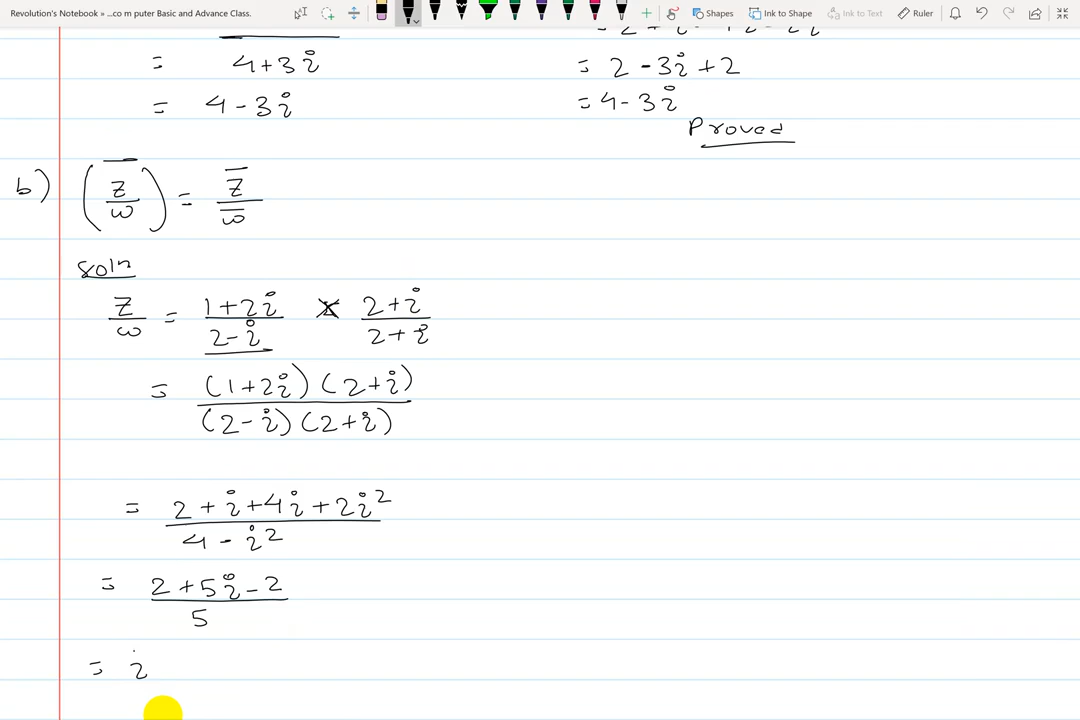 Revolution's Notebook » ...co m puter Basic and Advance Class.
Shapes Ink to Shape Ink to Text Ruler
= 4+3i
= 4-3i
= 2-3i+2
= 4-3i
Proved
b) (z/w) = z̅/w̅
soln
z/w = (1+2i)/(2-i) × (2+i)/(2+i)
= (1+2i)(2+i)/(2-i)(2+i)
= (2+i+4i+2i²)/(4-i²)
= (2+5i-2)/5
= i